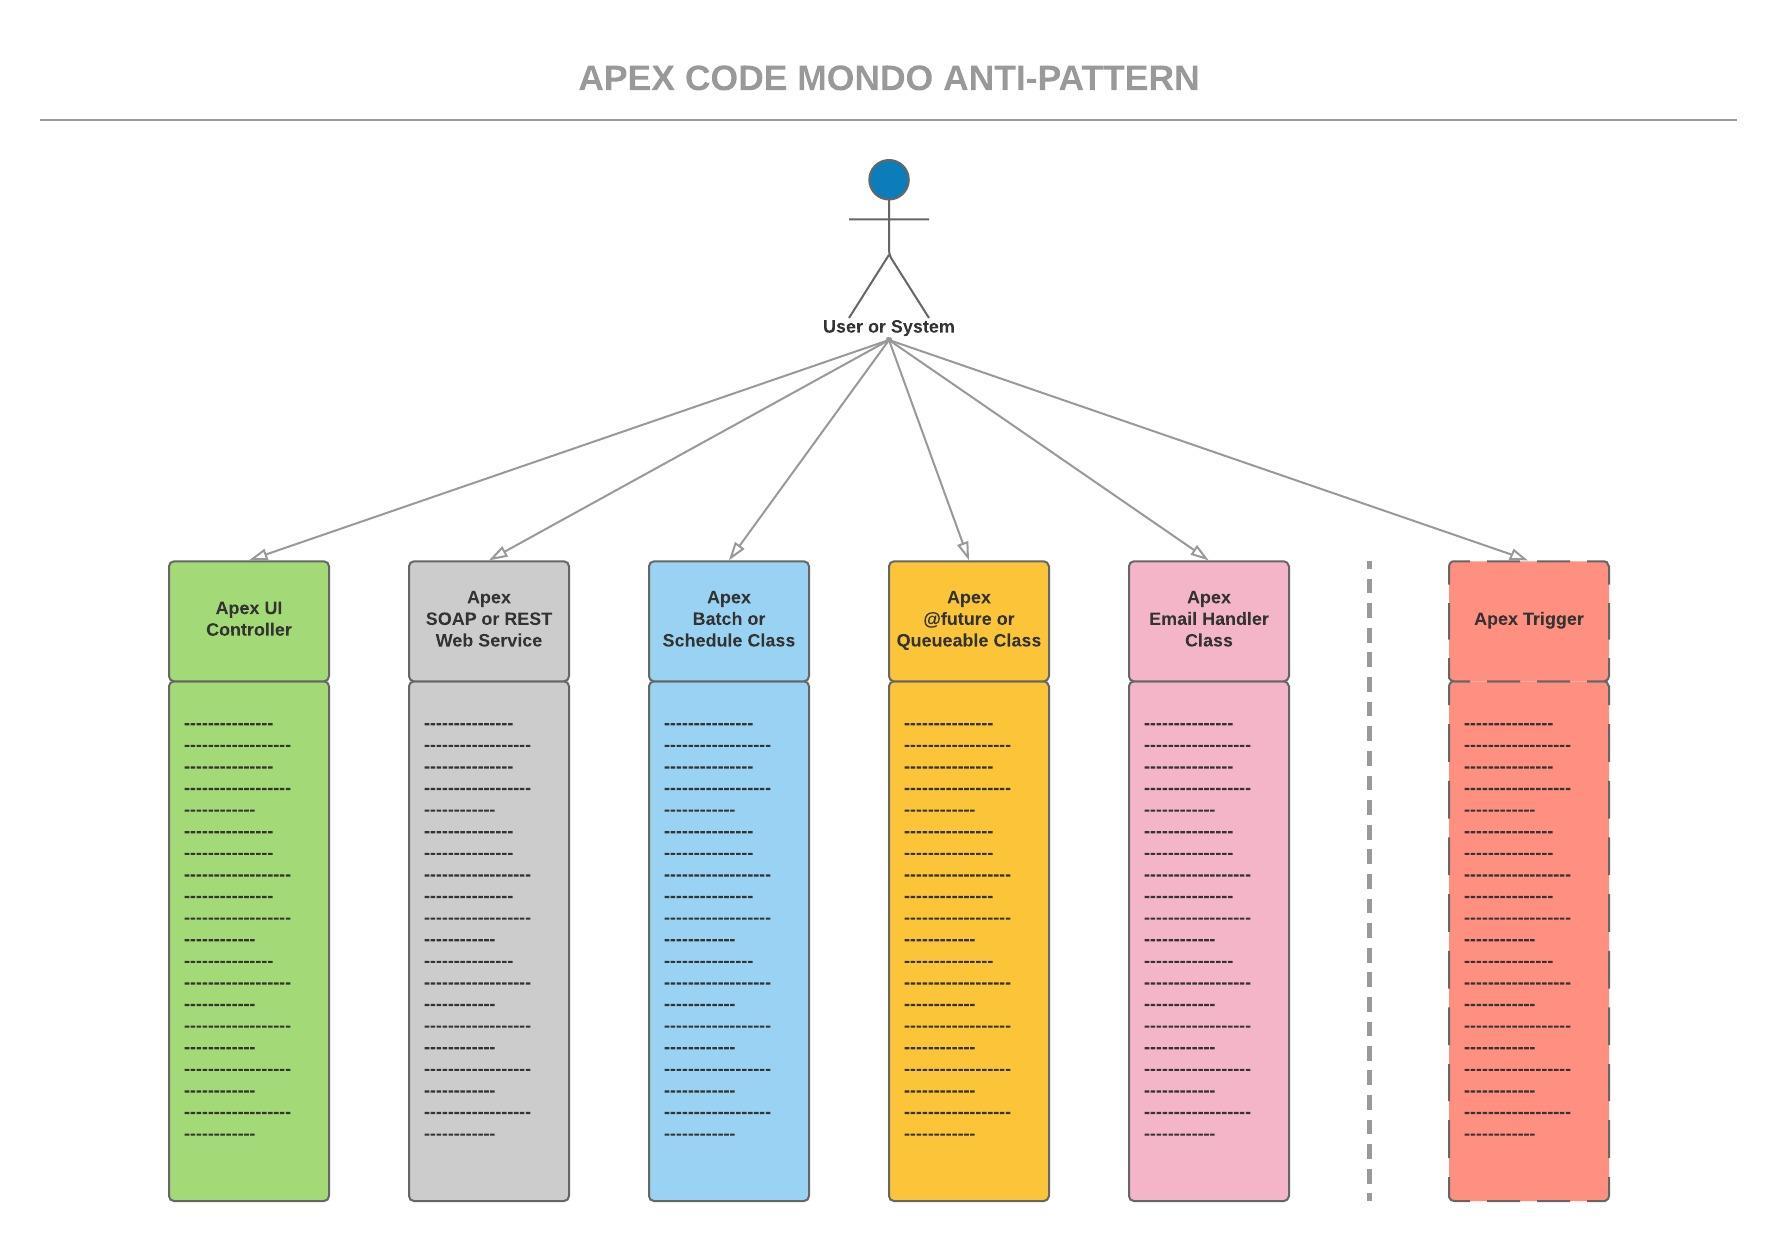 APEX CODE MONDO ANTI-PATTERN
User or System
Apex UI
Controller
Apex
SOAP or REST
Web Service
Apex
Batch or
Schedule Class
Apex
@future or
Queueable Class
Apex
Email Handler
Class
Apex Trigger